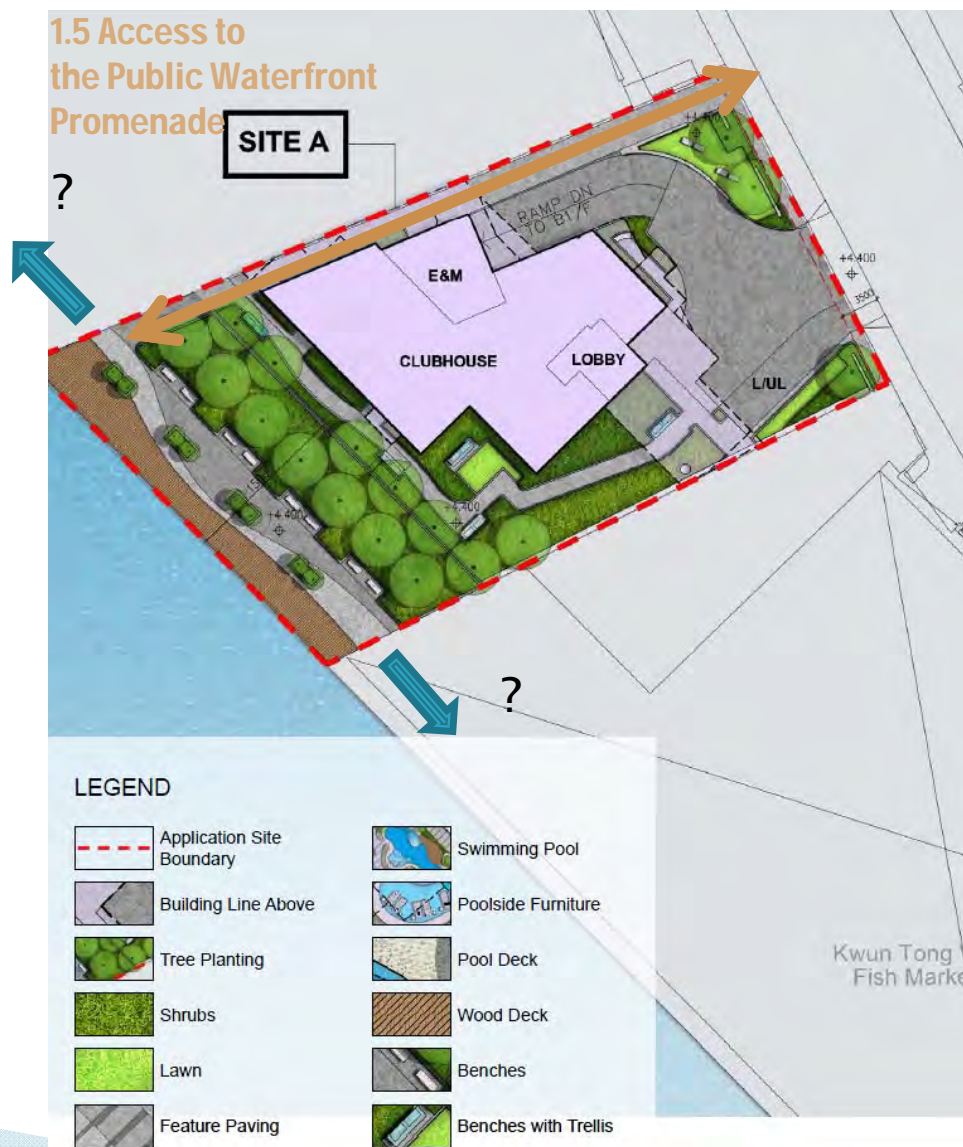 1.5 Access to
the Public Waterfront
Promenade
SITE A
?
+4.400
RAMP DN
TO B1/F
+4.400
3500
E&M
CLUBHOUSE
LOBBY
L/UL
+4.400
+4.400
?
LEGEND
Application Site
Boundary
Building Line Above
Tree Planting
Shrubs
Lawn
Feature Paving
Swimming Pool
Poolside Furniture
Pool Deck
Wood Deck
Benches
Benches with Trellis
Kwun Tong
Fish Marke